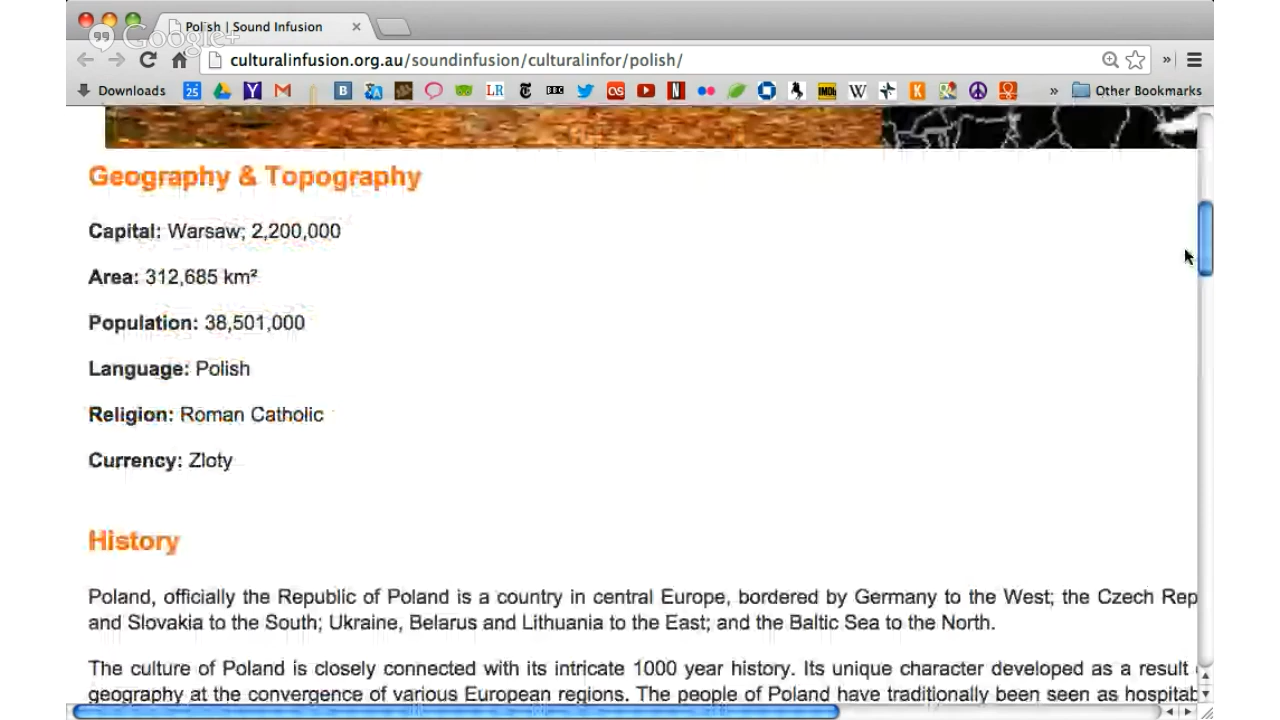 Polish | Sound Infusion
Google+
culturalinfusion.org.au/soundinfusion/culturalinfor/polish/
Downloads
Other Bookmarks
Geography & Topography
Capital: Warsaw; 2,200,000
Area: 312,685 km²
Population: 38,501,000
Language: Polish
Religion: Roman Catholic
Currency: Zloty
History
Poland, officially the Republic of Poland is a country in central Europe, bordered by Germany to the West; the Czech Rep
and Slovakia to the South; Ukraine, Belarus and Lithuania to the East; and the Baltic Sea to the North.
The culture of Poland is closely connected with its intricate 1000 year history. Its unique character developed as a result
geography at the convergence of various European regions. The people of Poland have traditionally been seen as hospitab